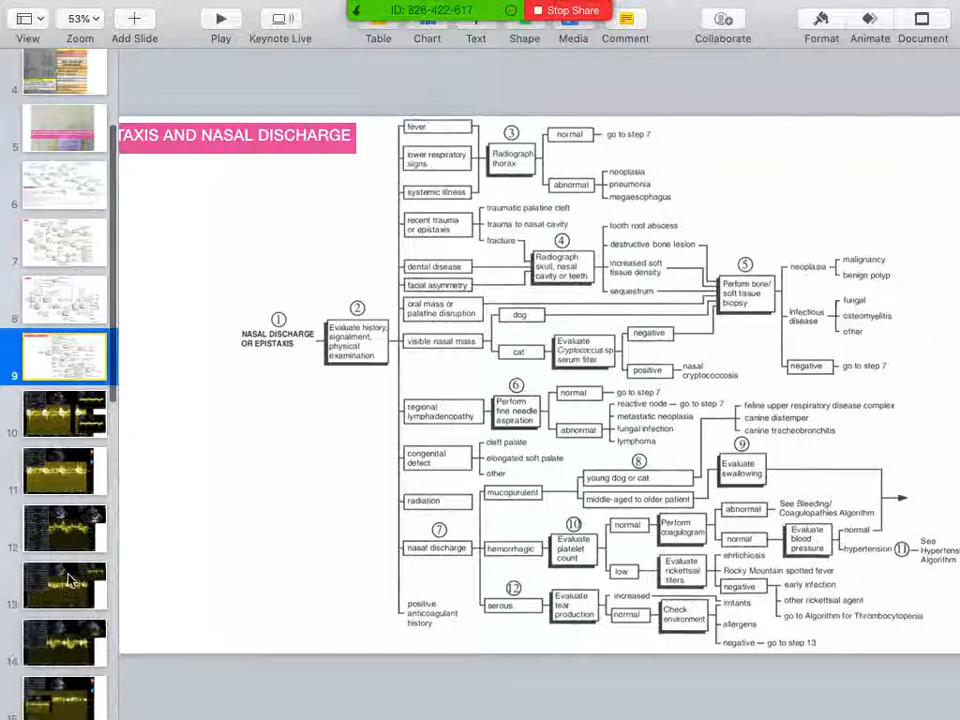 ID: 826-422-617
Stop Share
53%
View
Zoom
Add Slide
Play
Keynote Live
Table
Chart
Text
Shape
Media
Comment
Collaborate
Format
Animate
Document
4
5
6
7
8
9
10
11
12
13
14
TAXIS AND NASAL DISCHARGE
1
NASAL DISCHARGE
OR EPISTAXIS
2
Evaluate history,
signalment,
physical
examination
fever
lower respiratory
signs
systemic illness
3
Radiograph
thorax
normal
go to step 7
abnormal
neoplasia
pneumonia
megaesophagus
recent trauma
or epistaxis
traumatic palatine cleft
trauma to nasal cavity
fracture
dental disease
facial asymmetry
4
Radiograph
skull, nasal
cavity or teeth
tooth root abscess
destructive bone lesion
increased soft
tissue density
sequestrum
5
Perform bone/
soft tissue
biopsy
neoplasia
malignancy
benign polyp
infectious
disease
fungal
osteomyelitis
other
negative
go to step 7
oral mass or
palatine disruption
visible nasal mass
dog
cat
Evaluate
Cryptococcus sp
serum titer
negative
positive
nasal
cryptococcosis
regional
lymphadenopathy
6
Perform
fine needle
aspiration
normal
go to step 7
abnormal
reactive node
go to step 7
metastatic neoplasia
fungal infection
lymphoma
congenital
defect
cleft palate
elongated soft palate
other
radiation
7
nasal discharge
mucopurulent
8
young dog or cat
middle-aged to older patient
feline upper respiratory disease complex
canine distemper
canine tracheobronchitis
9
Evaluate
swallowing
hemorrhagic
10
Evaluate
platelet
count
normal
Perform
coagulogram
abnormal
See Bleeding/
Coagulopathies Algorithm
normal
Evaluate
blood
pressure
normal
hypertension
11
See
Hypertens
Algorithm
low
Evaluate
rickettsial
titers
ehrlichiosis
Rocky Mountain spotted fever
negative
early infection
other rickettsial agent
go to Algorithm for Thrombocytopenia
12
serous
Evaluate
tear
production
increased
normal
Check
environment
irritants
allergens
negative
go to step 13
positive
anticoagulant
history